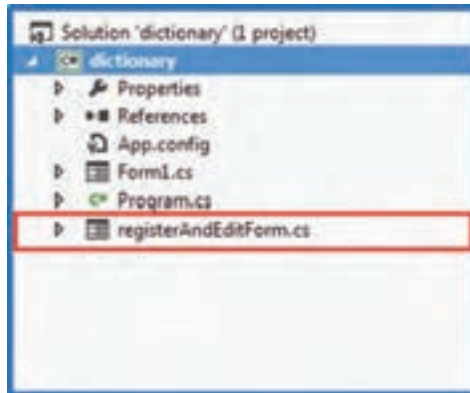 Solution 'dictionary' (1 project)
C# dictionary
Properties
References
App.config
Form1.cs
C# Program.cs
registerAndEditForm.cs